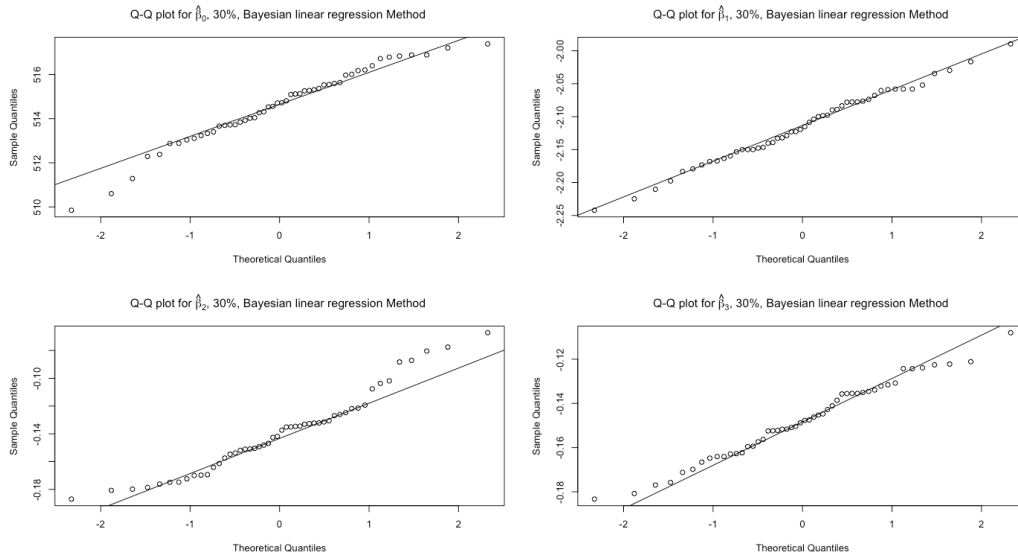 Q-Q plot for β̂₀, 30%, Bayesian linear regression Method
Sample Quantiles
516
514
512
510
-2 -1 0 1 2
Theoretical Quantiles
Q-Q plot for β̂₁, 30%, Bayesian linear regression Method
Sample Quantiles
-2.00
-2.05
-2.10
-2.15
-2.20
-2.25
-2 -1 0 1 2
Theoretical Quantiles
Q-Q plot for β̂₂, 30%, Bayesian linear regression Method
Sample Quantiles
-0.10
-0.14
-0.18
-2 -1 0 1 2
Theoretical Quantiles
Q-Q plot for β̂₃, 30%, Bayesian linear regression Method
Sample Quantiles
-0.12
-0.14
-0.16
-0.18
-2 -1 0 1 2
Theoretical Quantiles